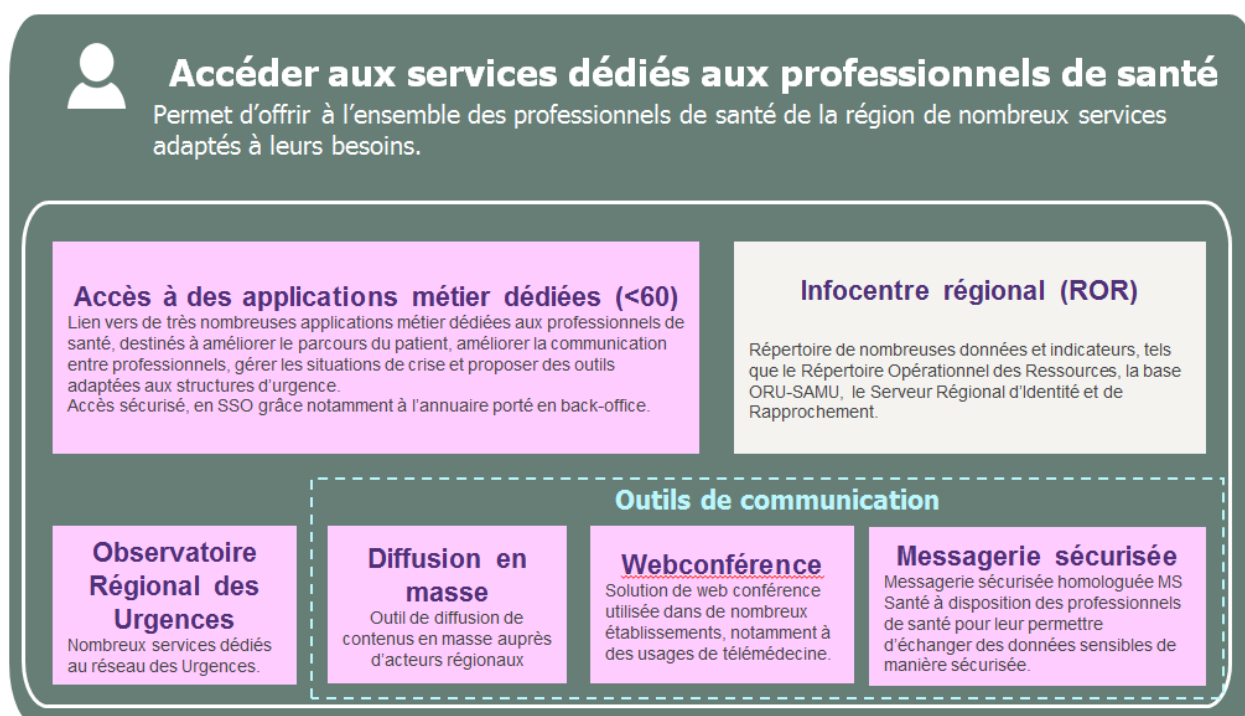 Accéder aux services dédiés aux professionnels de santé
Permet d’offrir à l’ensemble des professionnels de santé de la région de nombreux services
adaptés à leurs besoins.
Accès à des applications métier dédiées (<60)
Lien vers de très nombreuses applications métier dédiées aux professionnels de
santé, destinés à améliorer le parcours du patient, améliorer la communication
entre professionnels, gérer les situations de crise et proposer des outils
adaptées aux structures d’urgence.
Accès sécurisé, en SSO grâce notamment à l’annuaire porté en back-office.
Infocentre régional (ROR)
Répertoire de nombreuses données et indicateurs, tels
que le Répertoire Opérationnel des Ressources, la base
ORU-SAMU, le Serveur Régional d’Identité et de
Rapprochement.
Outils de communication
Observatoire
Régional des
Urgences
Nombreux services dédiés
au réseau des Urgences.
Diffusion en
masse
Outil de diffusion de
contenus en masse auprès
d’acteurs régionaux
Webconférence
Solution de web conférence
utilisée dans de nombreux
établissements, notamment à
des usages de télémédecine.
Messagerie sécurisée
Messagerie sécurisée homologuée MS
Santé à disposition des professionnels
de santé pour leur permettre
d’échanger des données sensibles de
manière sécurisée.